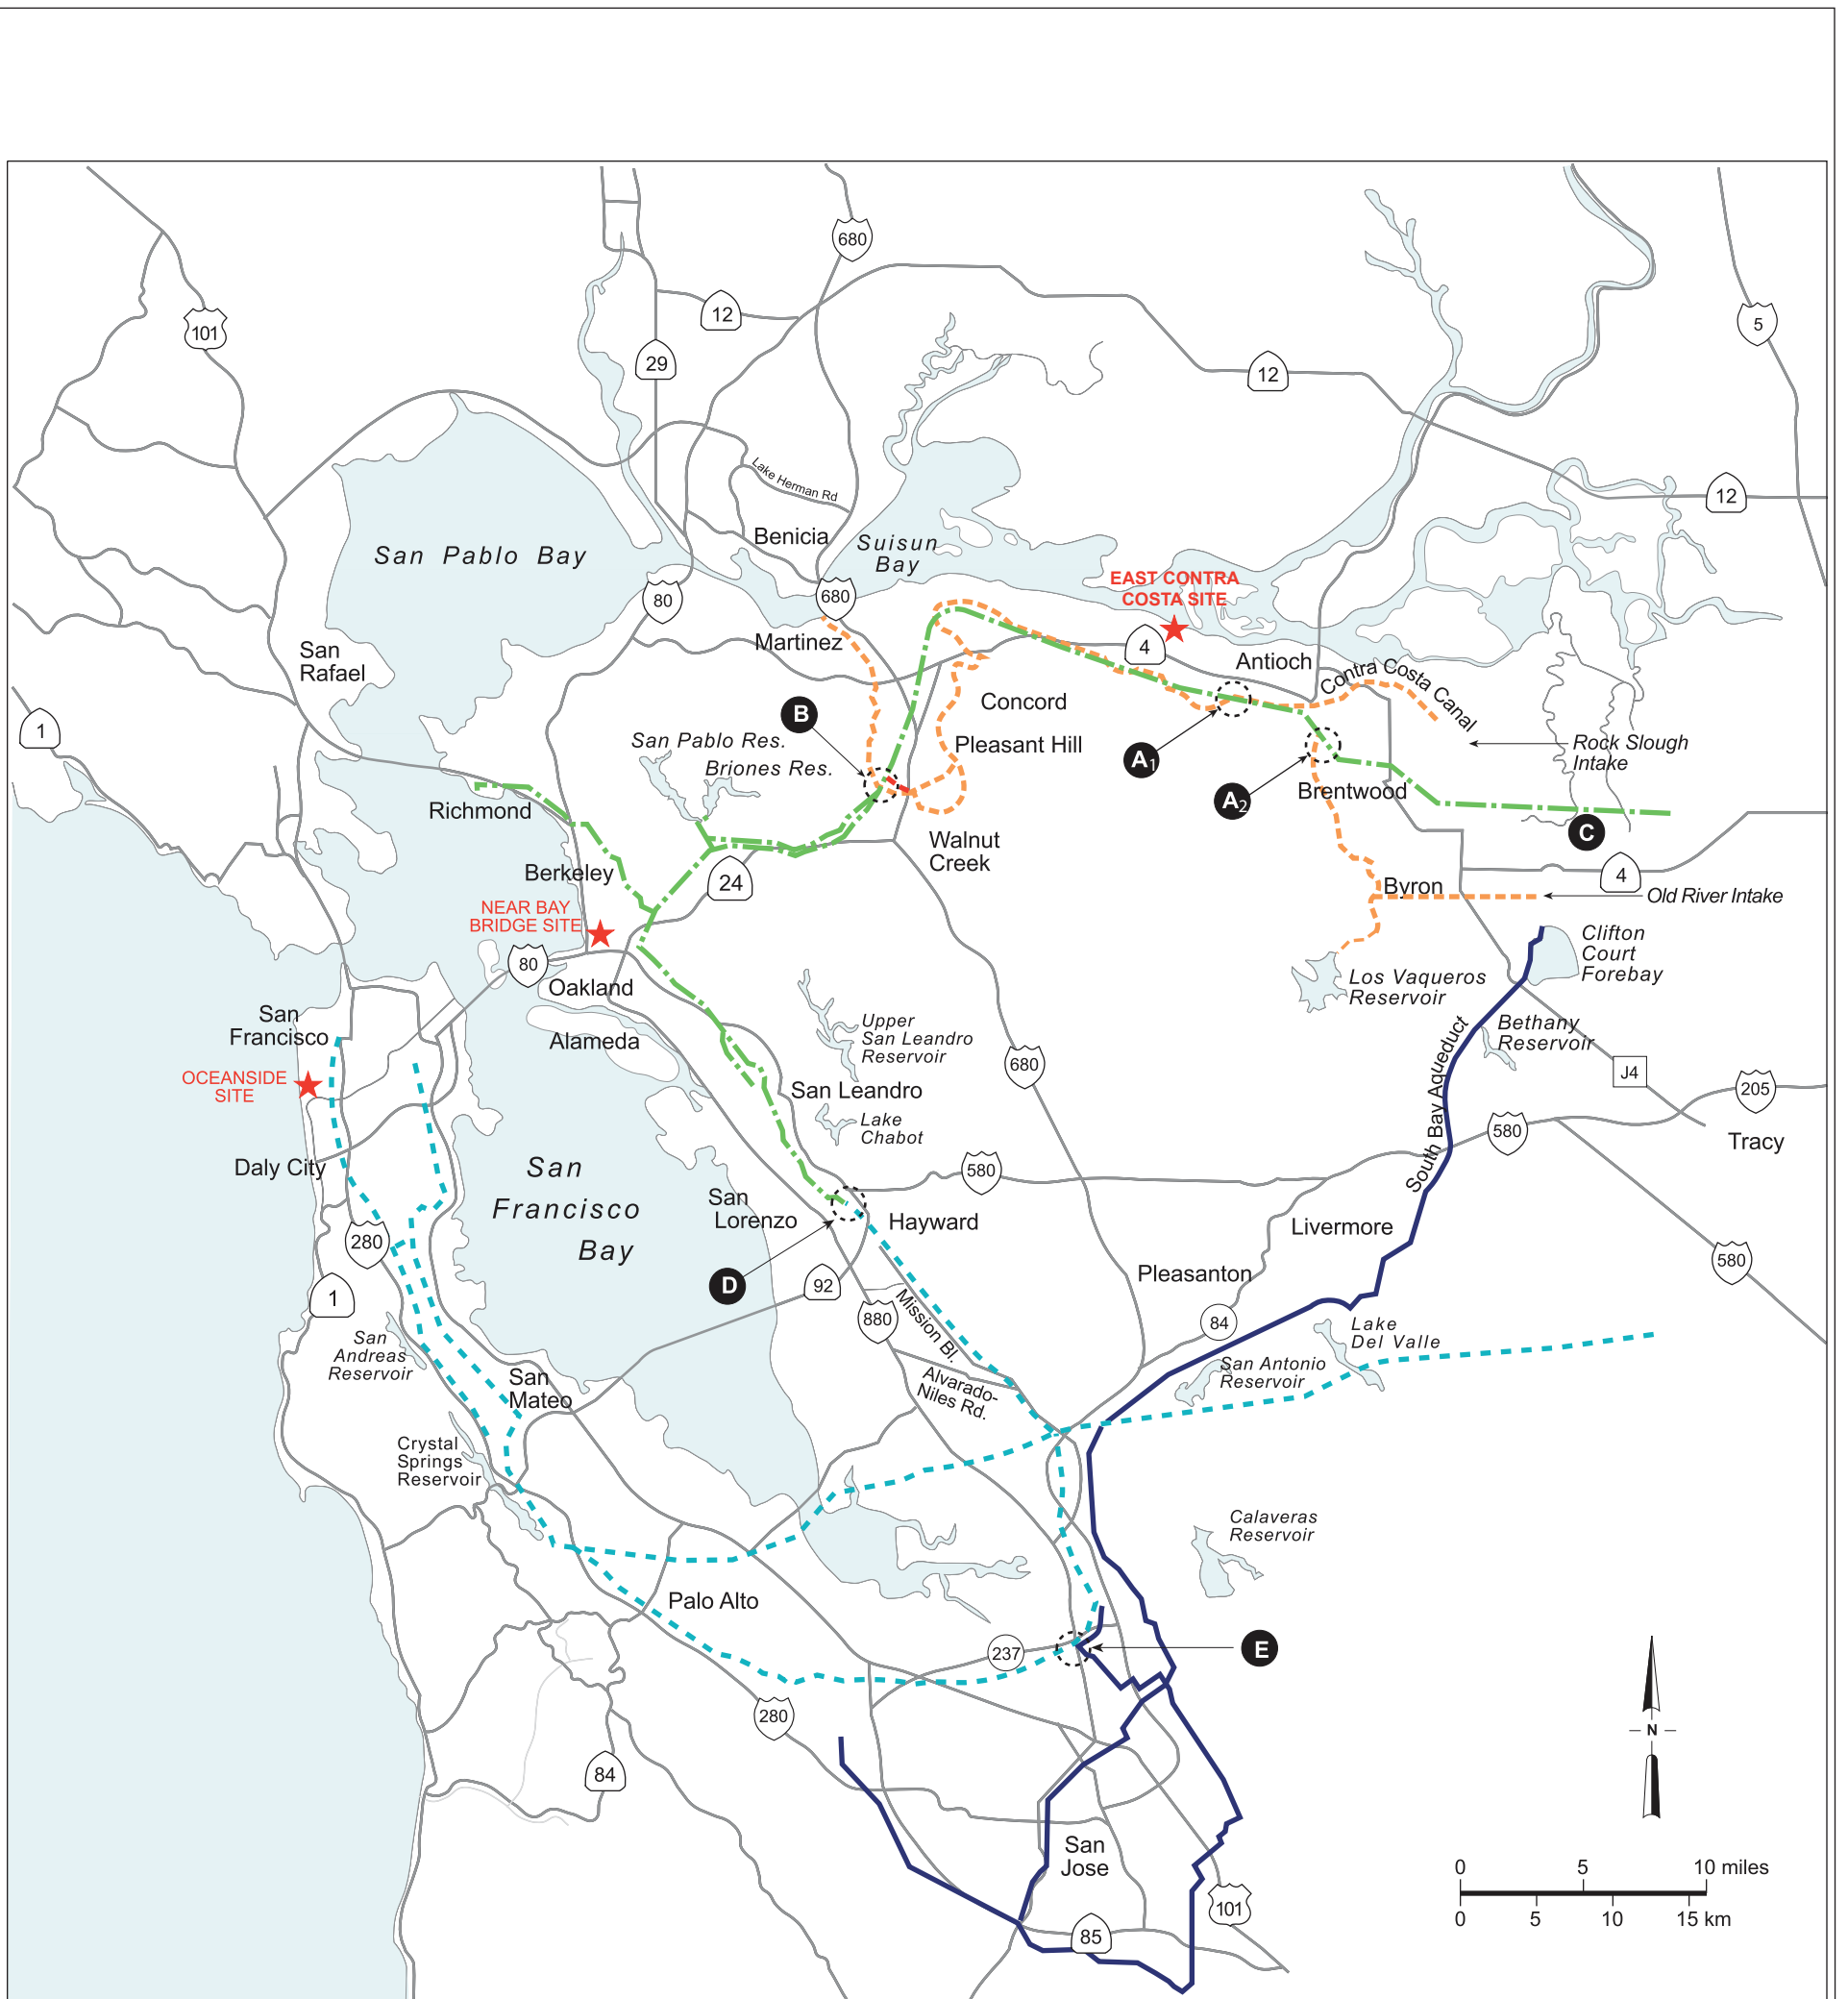 680
101
12
29
5
12
12
Lake Herman Rd
Benicia
Suisun
Bay
San Pablo Bay
EAST CONTRA
COSTA SITE
80
680
Martinez
4
Antioch
San
Rafael
Contra Costa Canal
Concord
1
B
San Pablo Res.
Pleasant Hill
Rock Slough
Intake
A1
Briones Res.
Brentwood
A2
Richmond
C
Walnut
Creek
Berkeley
24
4
Byron
Old River Intake
NEAR BAY
BRIDGE SITE
80
Oakland
Clifton
Court
Forebay
Los Vaqueros
Reservoir
San
Francisco
Alameda
Upper
San Leandro
Reservoir
Bethany
Reservoir
South Bay Aqueduct
680
J4
OCEANSIDE
SITE
San Leandro
205
Lake
Chabot
580
Tracy
Daly City
San
Francisco
Bay
580
San
Lorenzo
Hayward
Livermore
280
580
Pleasanton
D
92
1
Mission Bl.
880
84
San
Andreas
Reservoir
Lake
Del Valle
San Antonio
Reservoir
San
Mateo
Alvarado-
Niles Rd.
Crystal
Springs
Reservoir
Calaveras
Reservoir
Palo Alto
237
E
280
N
84
San
Jose
0 5 10 miles
0 5 10 15 km
101
85